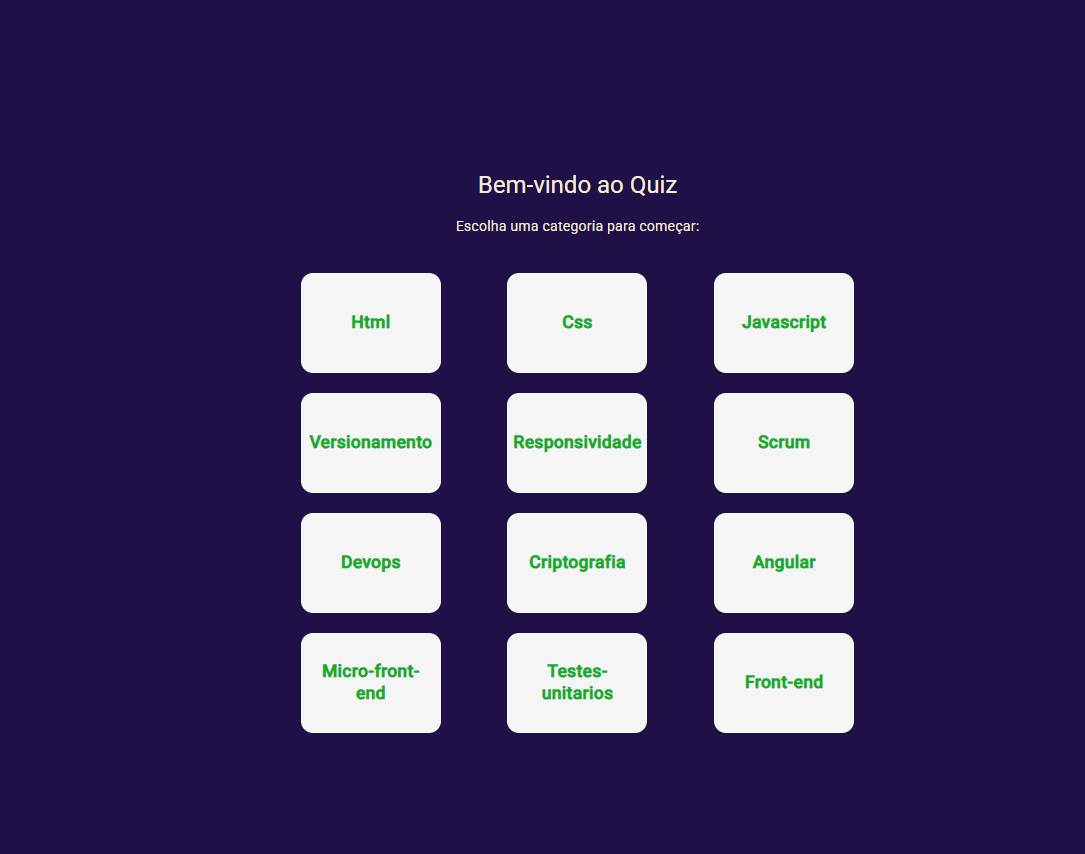 Bem-vindo ao Quiz
Escolha uma categoria para começar:
Html
Css
Javascript
Versionamento
Responsividade
Scrum
Devops
Criptografia
Angular
Micro-front-
end
Testes-
unitarios
Front-end